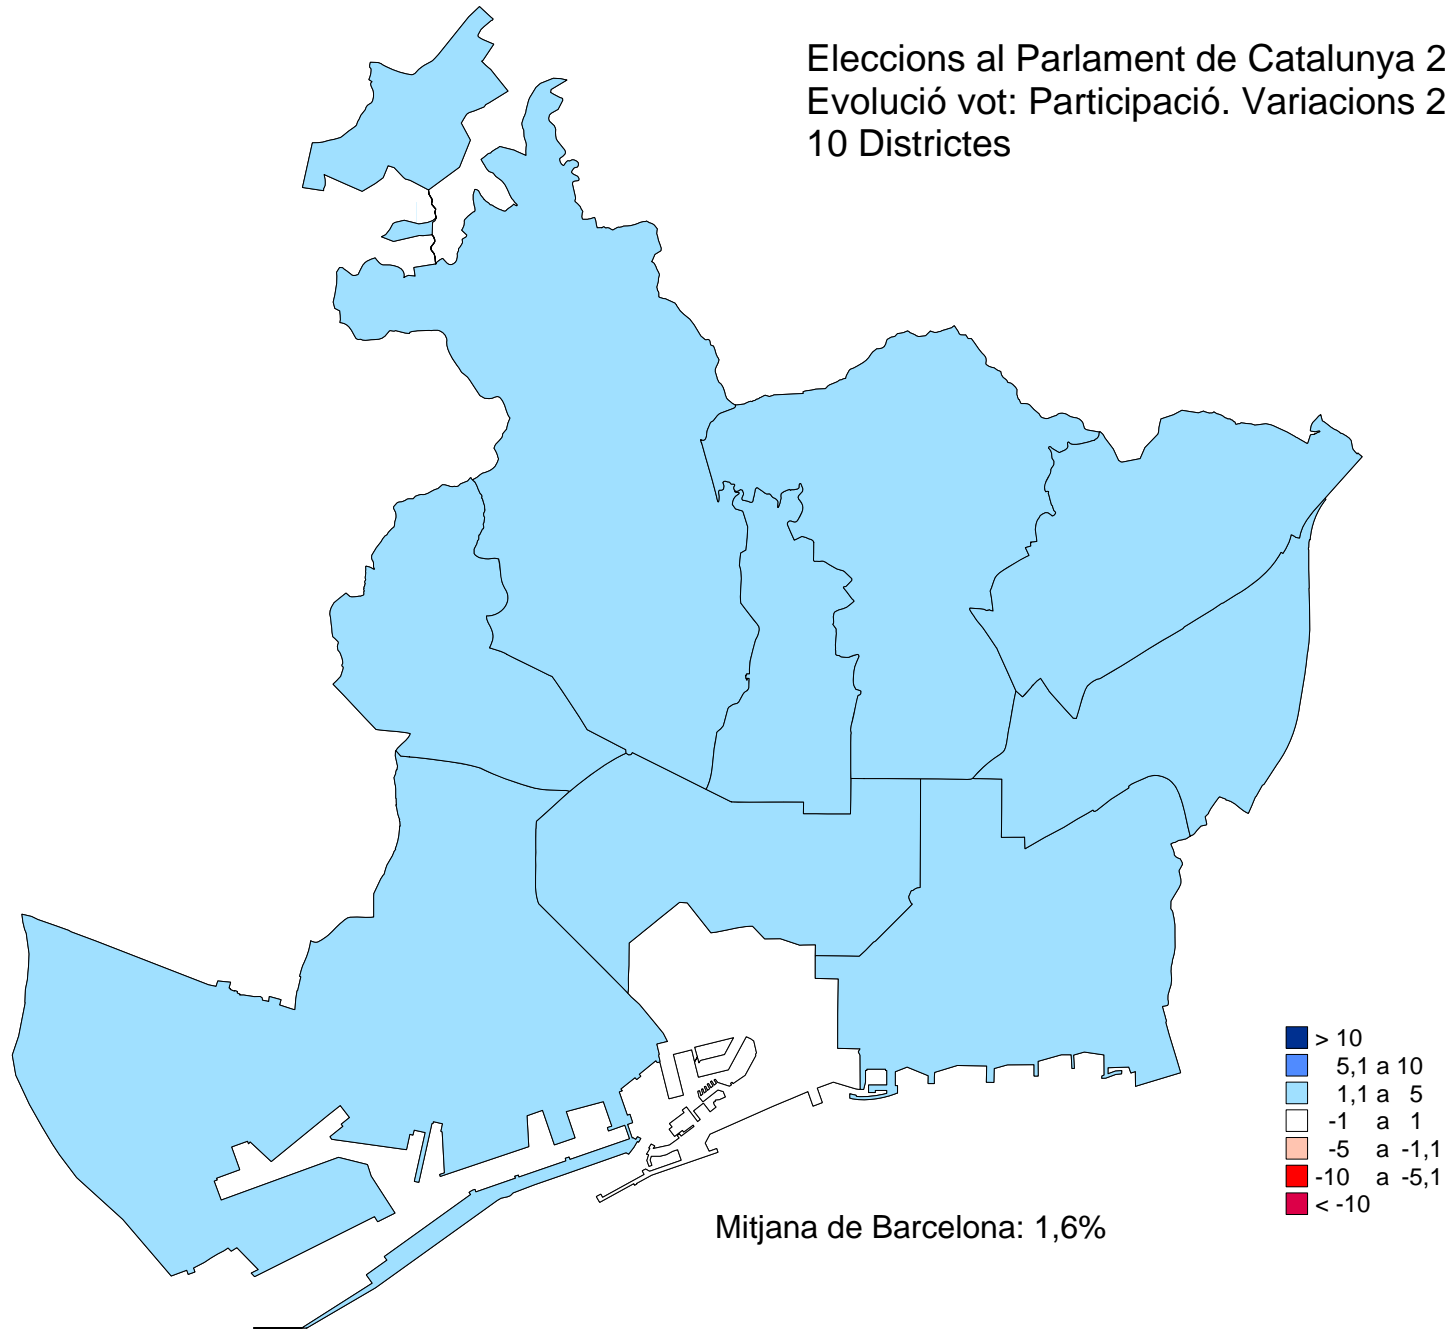 Eleccions al Parlament de Catalunya 2
Evolució vot: Participació. Variacions 2
10 Districtes
> 10
5,1 a 10
1,1 a 5
-1 a 1
-5 a -1,1
-10 a -5,1
< -10
Mitjana de Barcelona: 1,6%